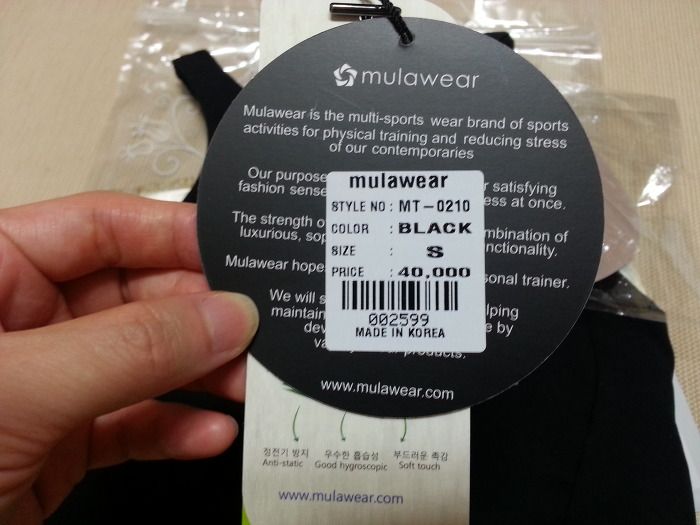 mulawear
Mulawear is the multi-sports wear brand of sports
activities for physical training and reducing stress
of our contemporaries
Our purpose r satisfying
fashion sense ess at once.
The strength o mbination of
luxurious, sop nctionality.
Mulawear hope sonal trainer.
We will s lping
maintain e by
dev
va products.
mulawear
STYLE NO : MT-0210
COLOR : BLACK
SIZE : S
PRICE : 40,000
002599
MADE IN KOREA
www.mulawear.com
정전기 방지 우수한 흡습성 부드러운 촉감
Anti-static Good hygroscopic Soft touch
www.mulawear.com